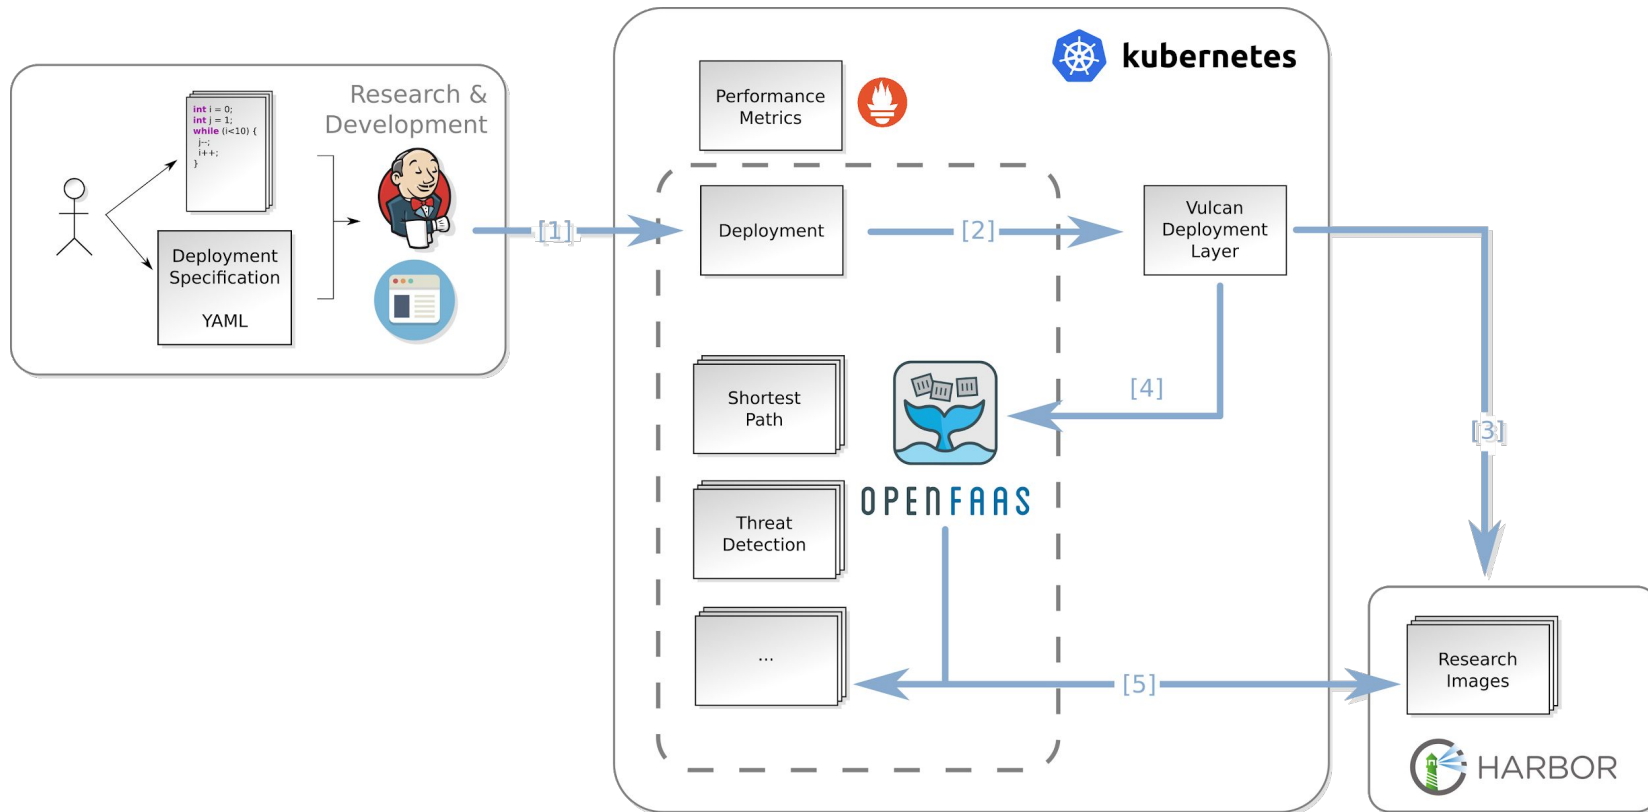 Research &
Development
int i = 0;
int j = 1;
while (i<10) {
j--;
i++;
}
Deployment
Specification
YAML
[1]
kubernetes
Performance
Metrics
Deployment
[2]
Vulcan
Deployment
Layer
[3]
[4]
Shortest
Path
OPENFAAS
Threat
Detection
...
[5]
Research
Images
HARBOR